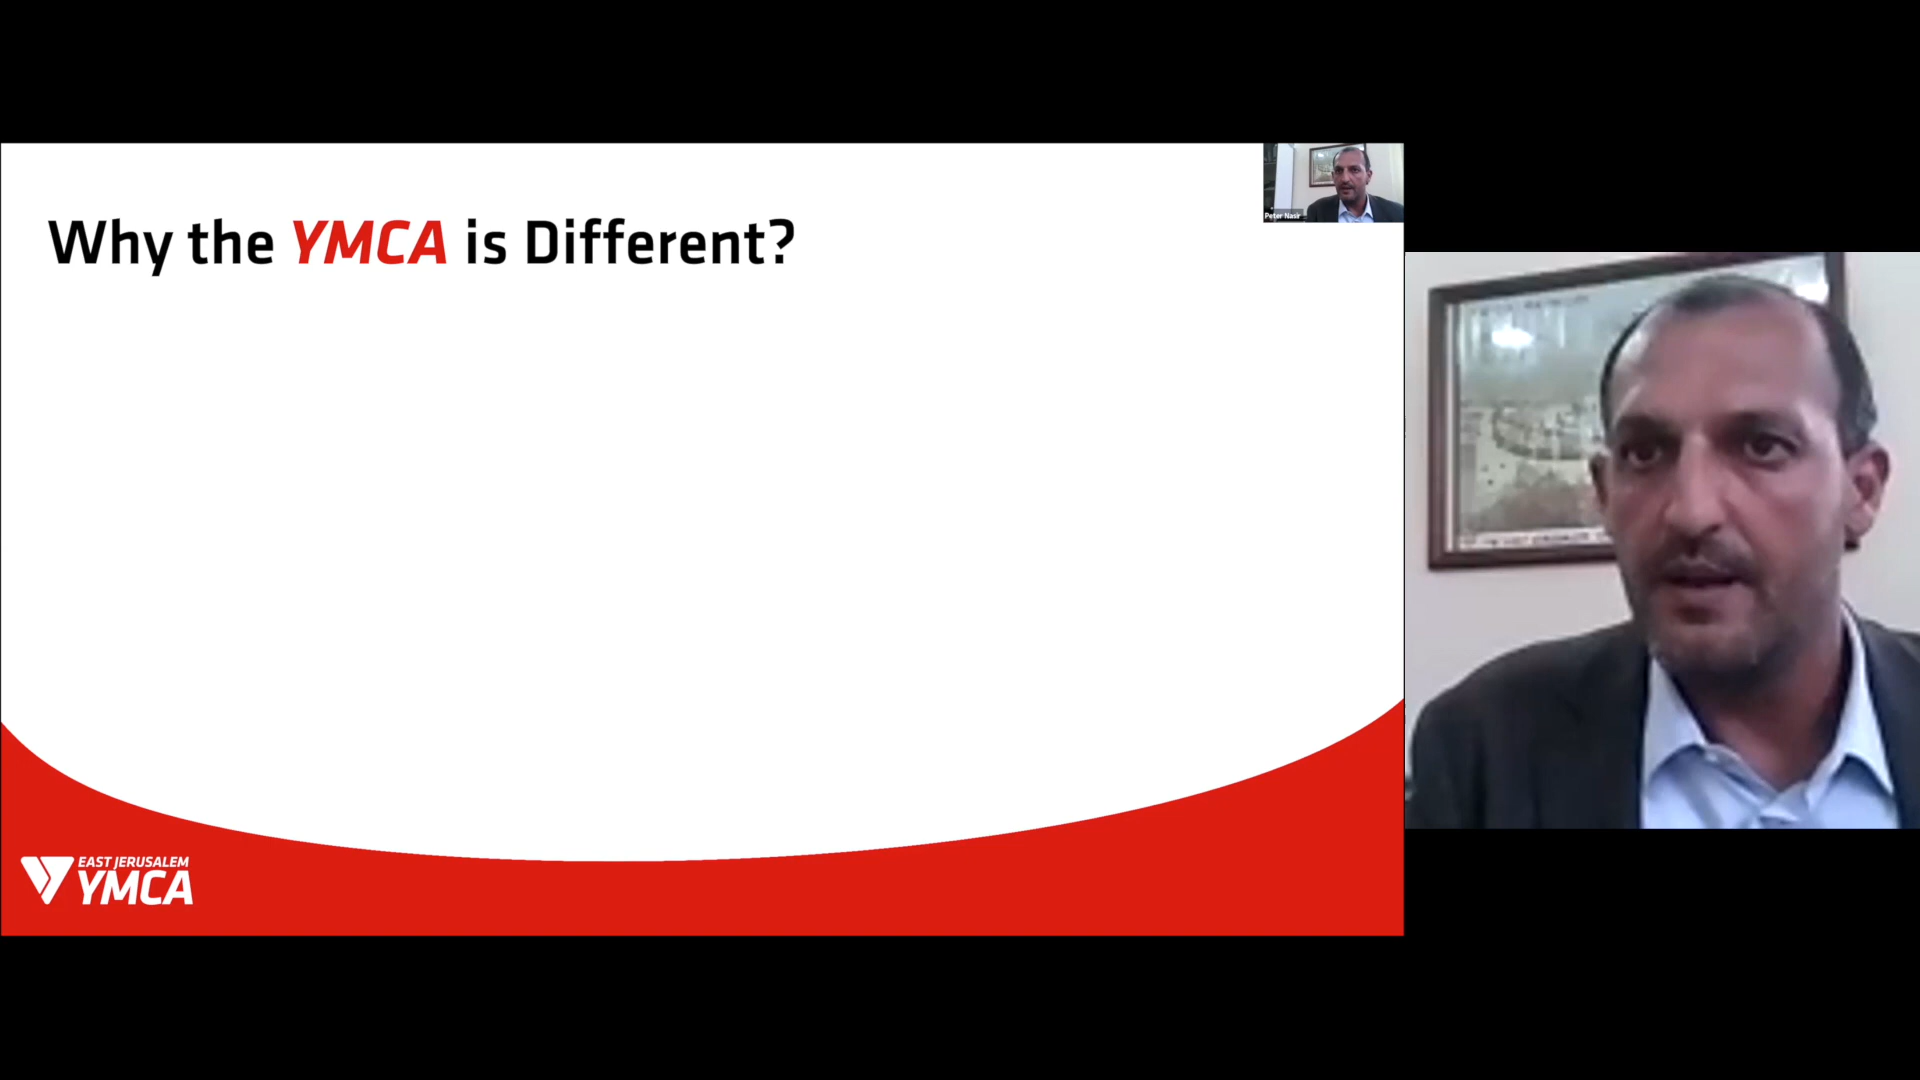 Peter Nasir
Why the YMCA is Different?
EAST JERUSALEM
YMCA